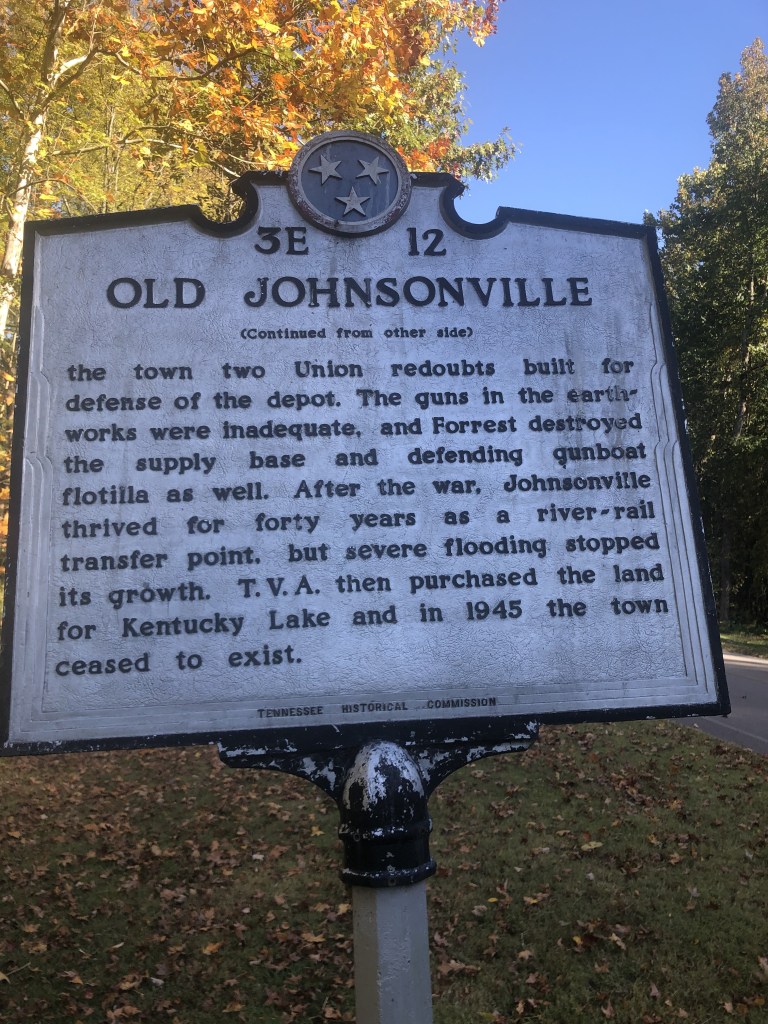 3E 12
OLD JOHNSONVILLE
(Continued from other side)
the town two Union redoubts built for
defense of the depot. The guns in the earth-
works were inadequate, and Forrest destroyed
the supply base and defending gunboat
flotilla as well. After the war, Johnsonville
thrived for forty years as a river-rail
transfer point, but severe flooding stopped
its growth. T.V.A. then purchased the land
for Kentucky Lake and in 1945 the town
ceased to exist.
TENNESSEE HISTORICAL COMMISSION